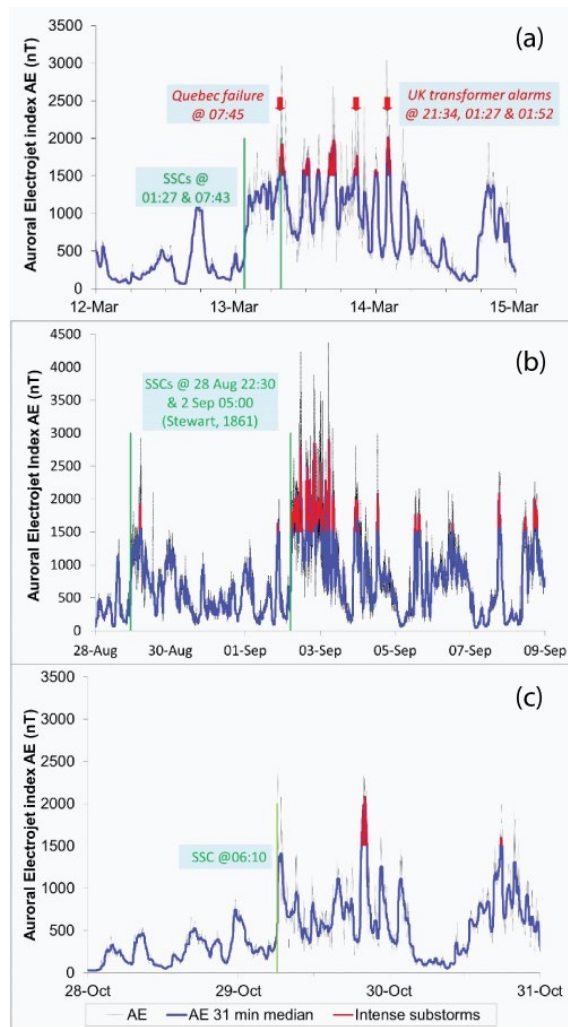 (a)
Auroral Electrojet index AE (nT)
3500
3000
2500
2000
1500
1000
500
0
Quebec failure
@ 07:45
UK transformer alarms
@ 21:34, 01:27 & 01:52
SSCs @
01:27 & 07:43
12-Mar 13-Mar 14-Mar 15-Mar
(b)
Auroral Electrojet Index AE (nT)
4500
4000
3500
3000
2500
2000
1500
1000
500
0
SSCs @ 28 Aug 22:30
& 2 Sep 05:00
(Stewart, 1861)
28-Aug 30-Aug 01-Sep 03-Sep 05-Sep 07-Sep 09-Sep
(c)
Auroral Electrojet index AE (nT)
3500
3000
2500
2000
1500
1000
500
0
SSC @06:10
28-Oct 29-Oct 30-Oct 31-Oct
AE AE 31 min median Intense substorms